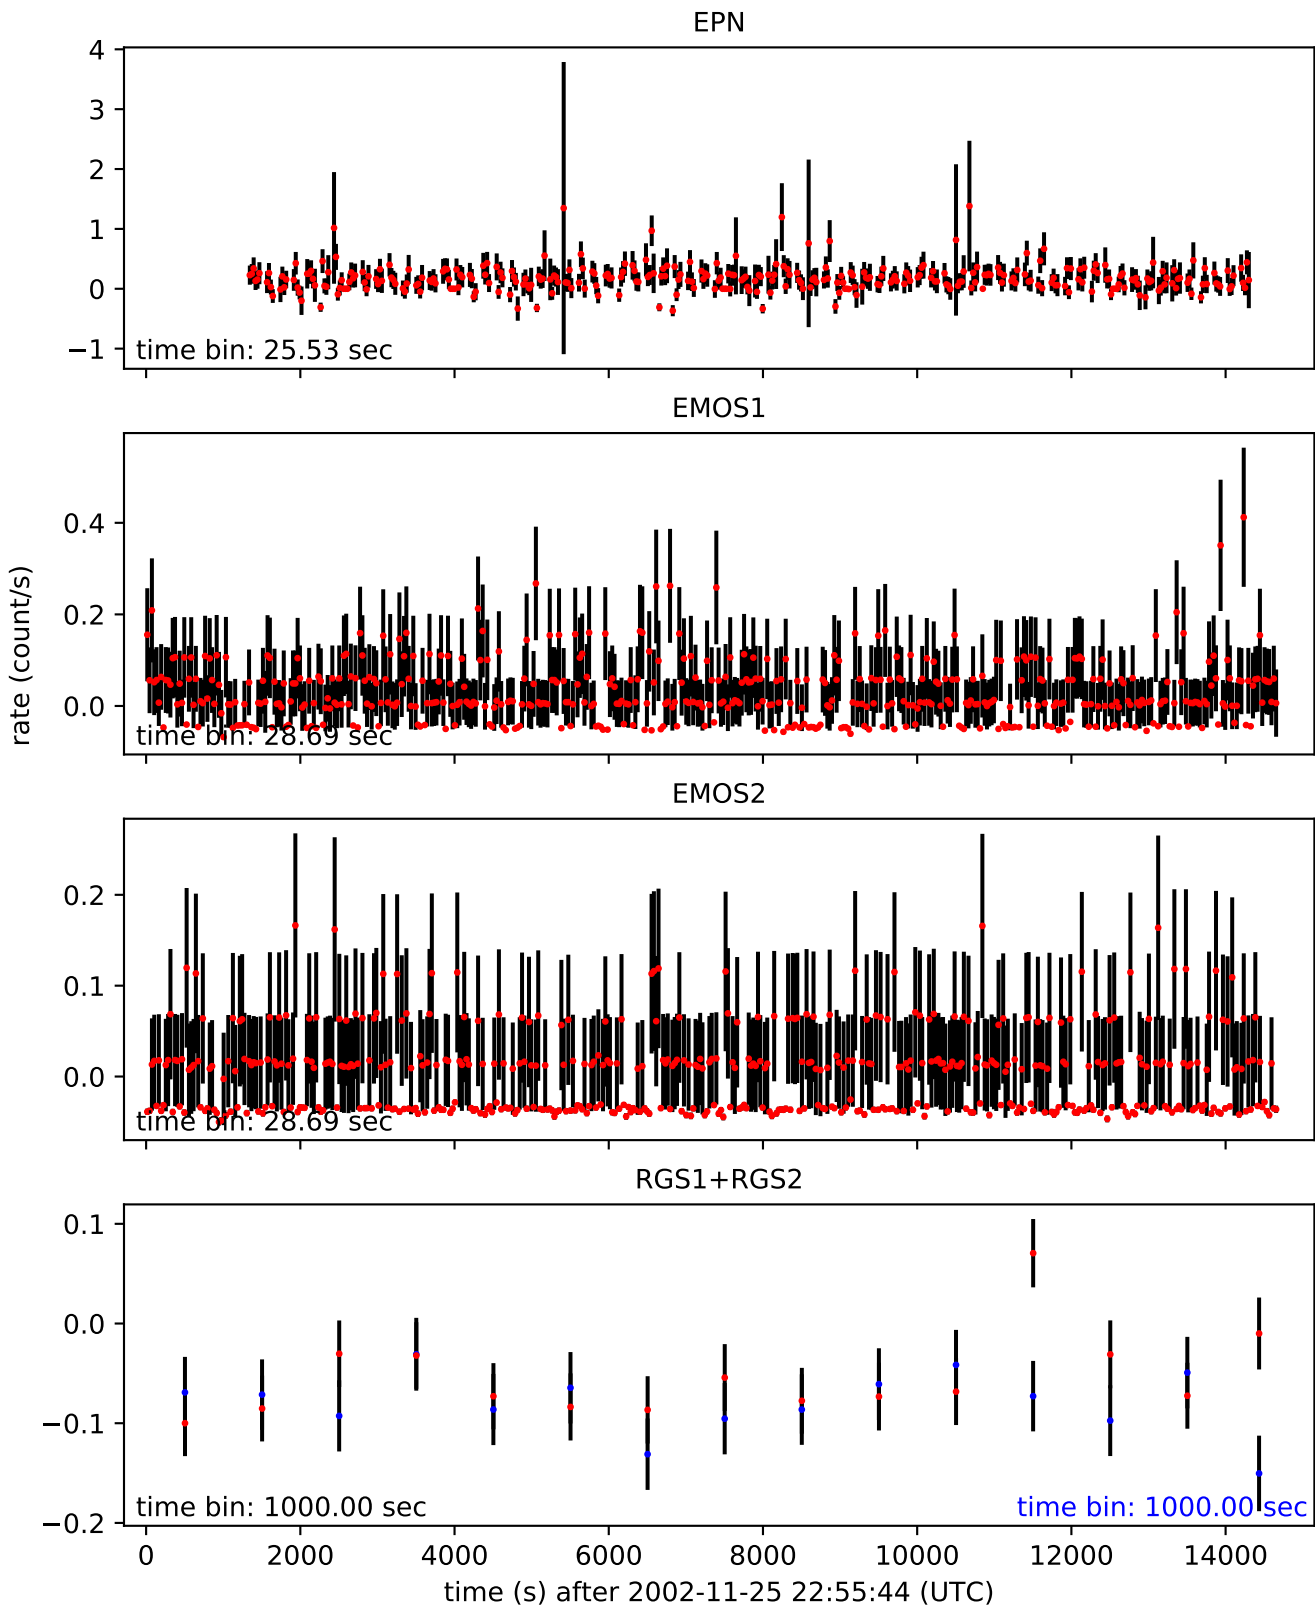 EPN
4
3
2
1
0
−1
time bin: 25.53 sec
EMOS1
0.4
0.2
0.0
time bin: 28.69 sec
rate (count/s)
EMOS2
0.2
0.1
0.0
time bin: 28.69 sec
RGS1+RGS2
0.1
0.0
−0.1
−0.2
time bin: 1000.00 sec
time bin: 1000.00 sec
0 2000 4000 6000 8000 10000 12000 14000
time (s) after 2002-11-25 22:55:44 (UTC)